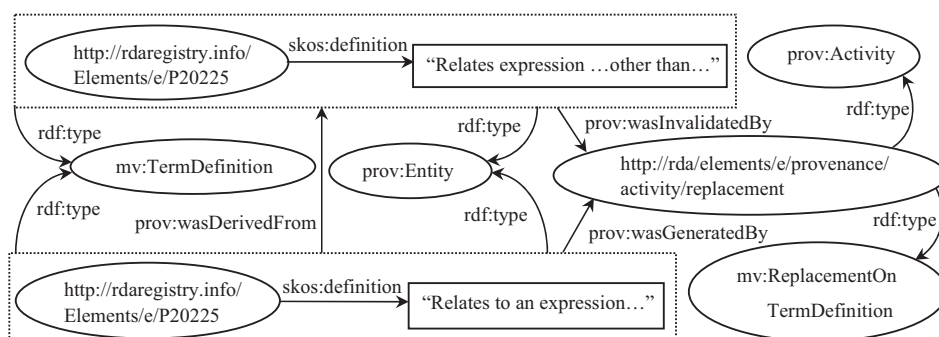 http://rdaregistry.info/
Elements/e/P20225
skos:definition
“Relates expression …other than…”
prov:Activity
rdf:type
rdf:type
rdf:type
prov:wasInvalidatedBy
mv:TermDefinition
prov:Entity
http://rda/elements/e/provenance/
activity/replacement
rdf:type
prov:wasDerivedFrom
rdf:type
prov:wasGeneratedBy
rdf:type
http://rdaregistry.info/
Elements/e/P20225
skos:definition
“Relates to an expression…”
mv:ReplacementOn
TermDefinition